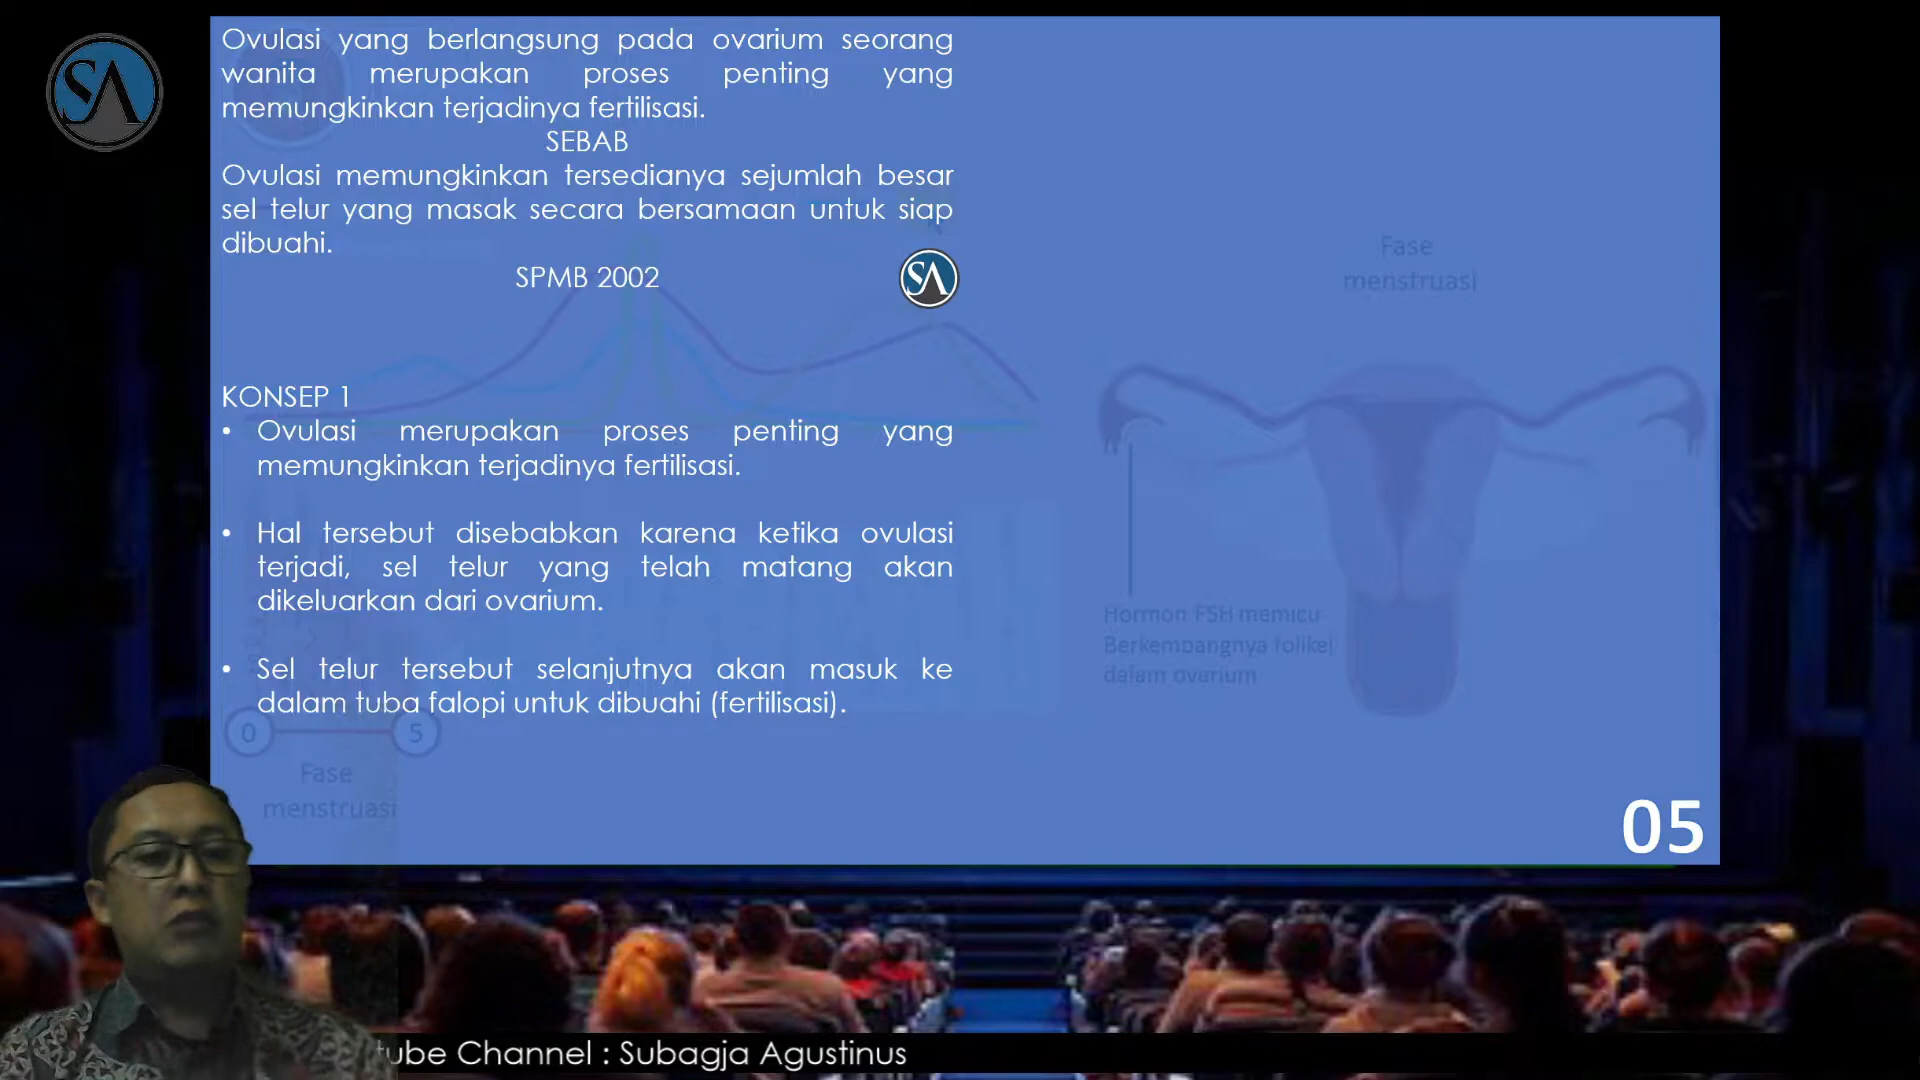 SA
Ovulasi yang berlangsung pada ovarium seorang
wanita merupakan proses penting yang
memungkinkan terjadinya fertilisasi.
SEBAB
Ovulasi memungkinkan tersedianya sejumlah besar
sel telur yang masak secara bersamaan untuk siap
dibuahi.
SPMB 2002
SA
KONSEP 1
• Ovulasi merupakan proses penting yang
memungkinkan terjadinya fertilisasi.
• Hal tersebut disebabkan karena ketika ovulasi
terjadi, sel telur yang telah matang akan
dikeluarkan dari ovarium.
• Sel telur tersebut selanjutnya akan masuk ke
dalam tuba falopi untuk dibuahi (fertilisasi).
0 5
Fase
menstruasi
Fase
menstruasi
Hormon FSH memicu
Berkembangnya folikel
dalam ovarium
05
tube Channel : Subagja Agustinus